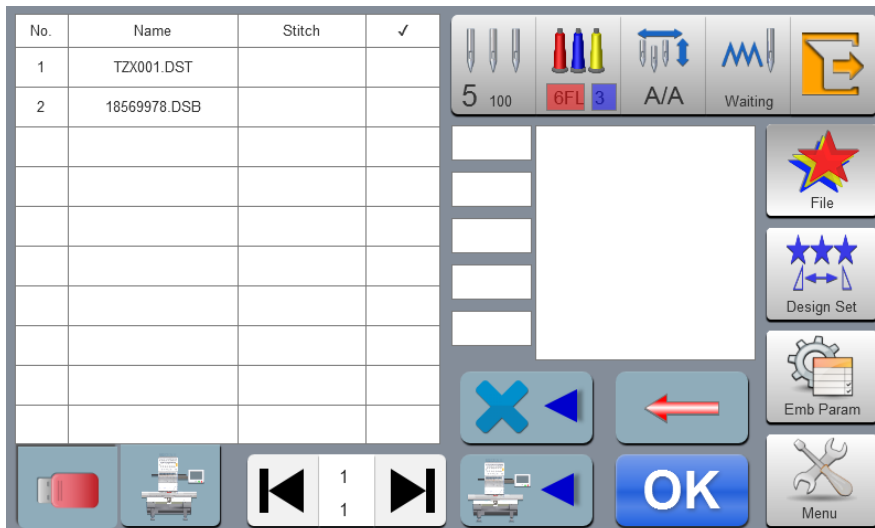 No. Name Stitch ✓
1 TZX001.DST
2 18569978.DSB
5 100 6FL 3 A/A Waiting
File
Design Set
Emb Param
Menu
1
1
OK